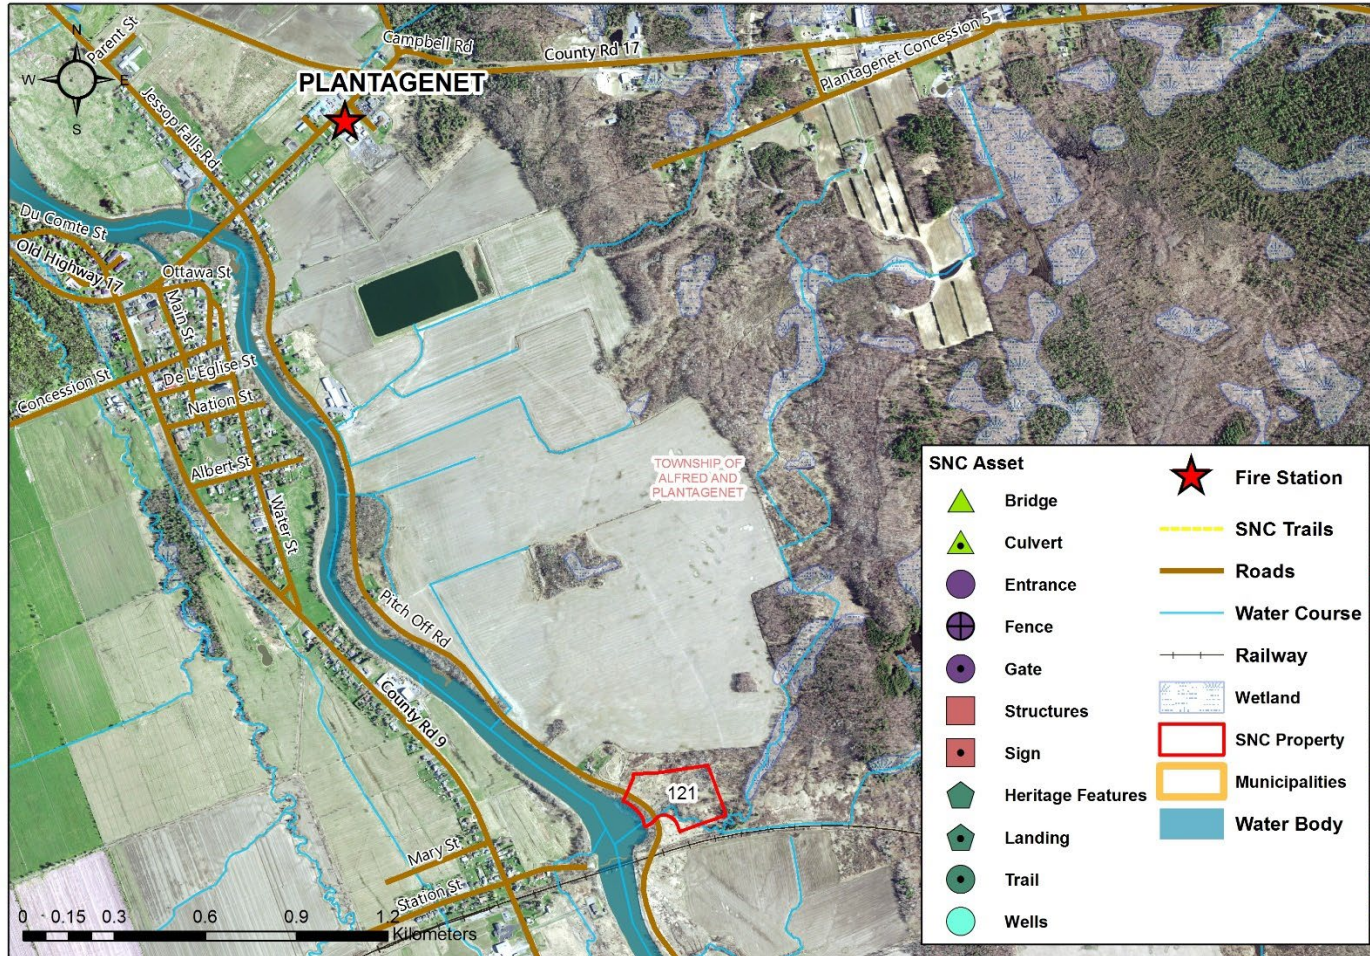 N
W
E
S
Parent St
Campbell Rd
County Rd 17
Plantagenet Concession 5
PLANTAGENET
Jessop Falls Rd
Du Comte St
Old Highway 17
Ottawa St
Main St
Concession St
De L'Eglise St
Nation St
Albert St
Water St
TOWNSHIP OF
ALFRED AND
PLANTAGENET
Pitch Off Rd
County Rd 9
121
Mary St
Station St
0 0.15 0.3 0.6 0.9 1.2
Kilometers
SNC Asset
Bridge
Culvert
Entrance
Fence
Gate
Structures
Sign
Heritage Features
Landing
Trail
Wells
Fire Station
SNC Trails
Roads
Water Course
Railway
Wetland
SNC Property
Municipalities
Water Body